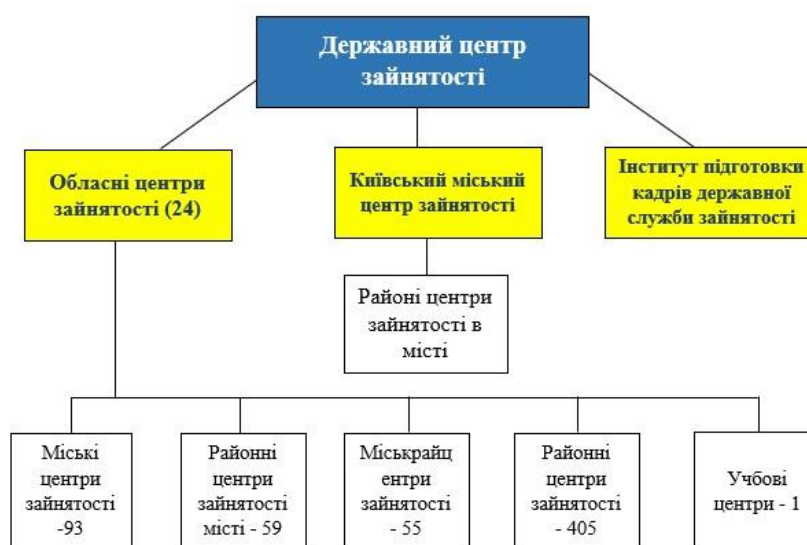 Державний центр
зайнятості
Обласні центри
зайнятості (24)
Київський міський
центр зайнятості
Інститут підготовки
кадрів державної
служби зайнятості
Районі центри
зайнятості в
місті
Міські
центри
зайнятості
-93
Районні
центри
зайнятості
місті - 59
Міськрайц
ентри
зайнятості
- 55
Районні
центри
зайнятості
- 405
Учбові
центри - 1